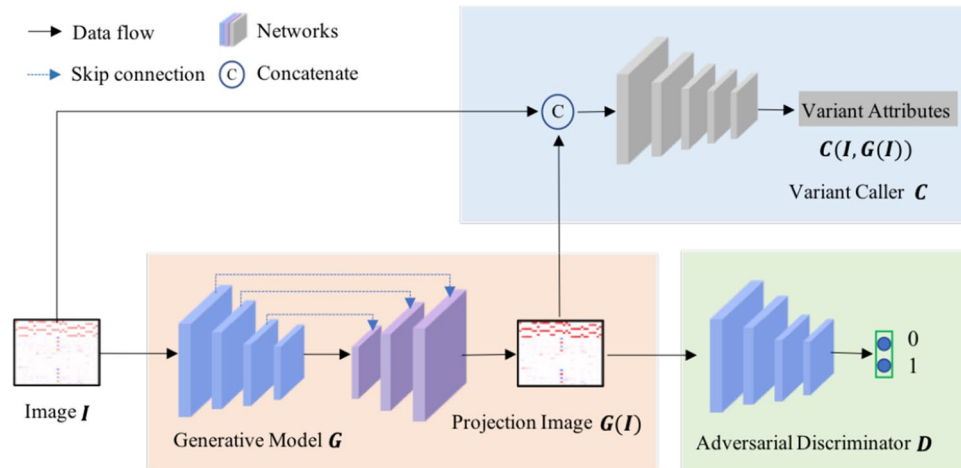 Data flow
Networks
Skip connection
C Concatenate
C
Variant Attributes
C(I, G(I))
Variant Caller C
Image I
Generative Model G
Projection Image G(I)
0
1
Adversarial Discriminator D